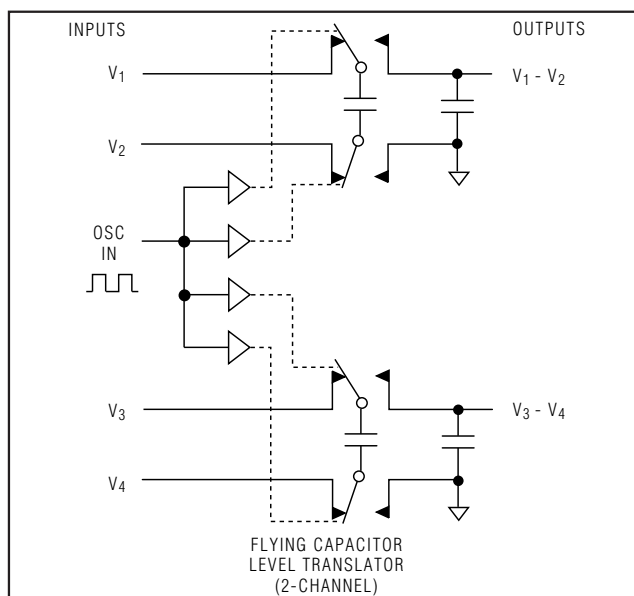 INPUTS
OUTPUTS
V1
V1 - V2
V2
OSC
IN
V3
V3 - V4
V4
FLYING CAPACITOR
LEVEL TRANSLATOR
(2-CHANNEL)